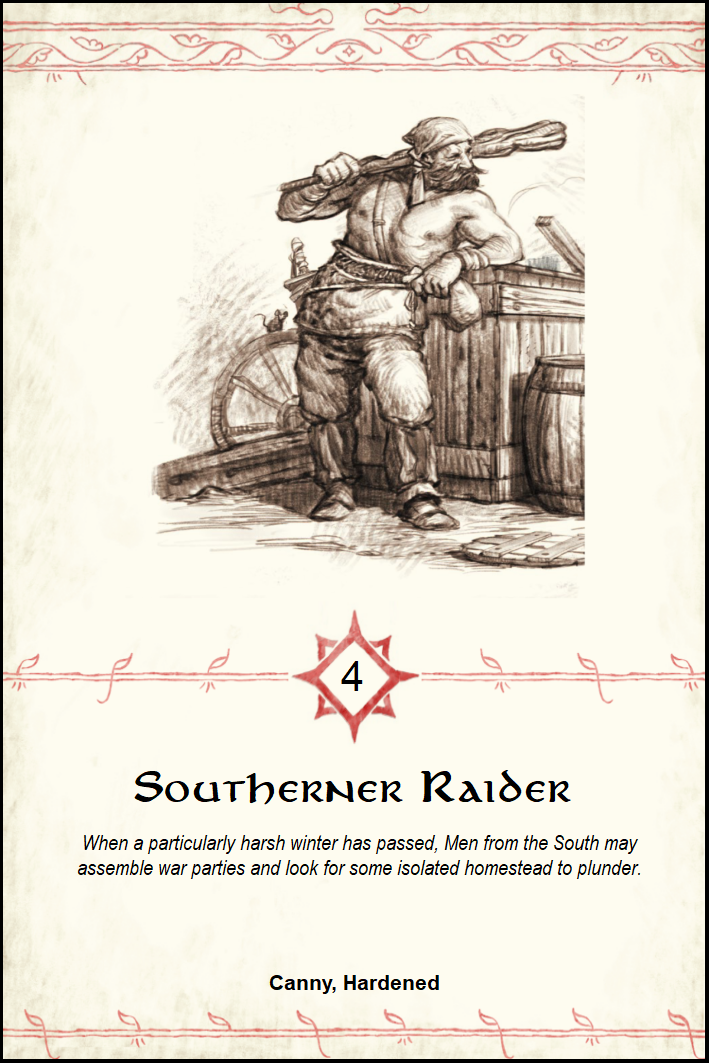 4
Southerner Raider
When a particularly harsh winter has passed, Men from the South may
assemble war parties and look for some isolated homestead to plunder.
Canny, Hardened